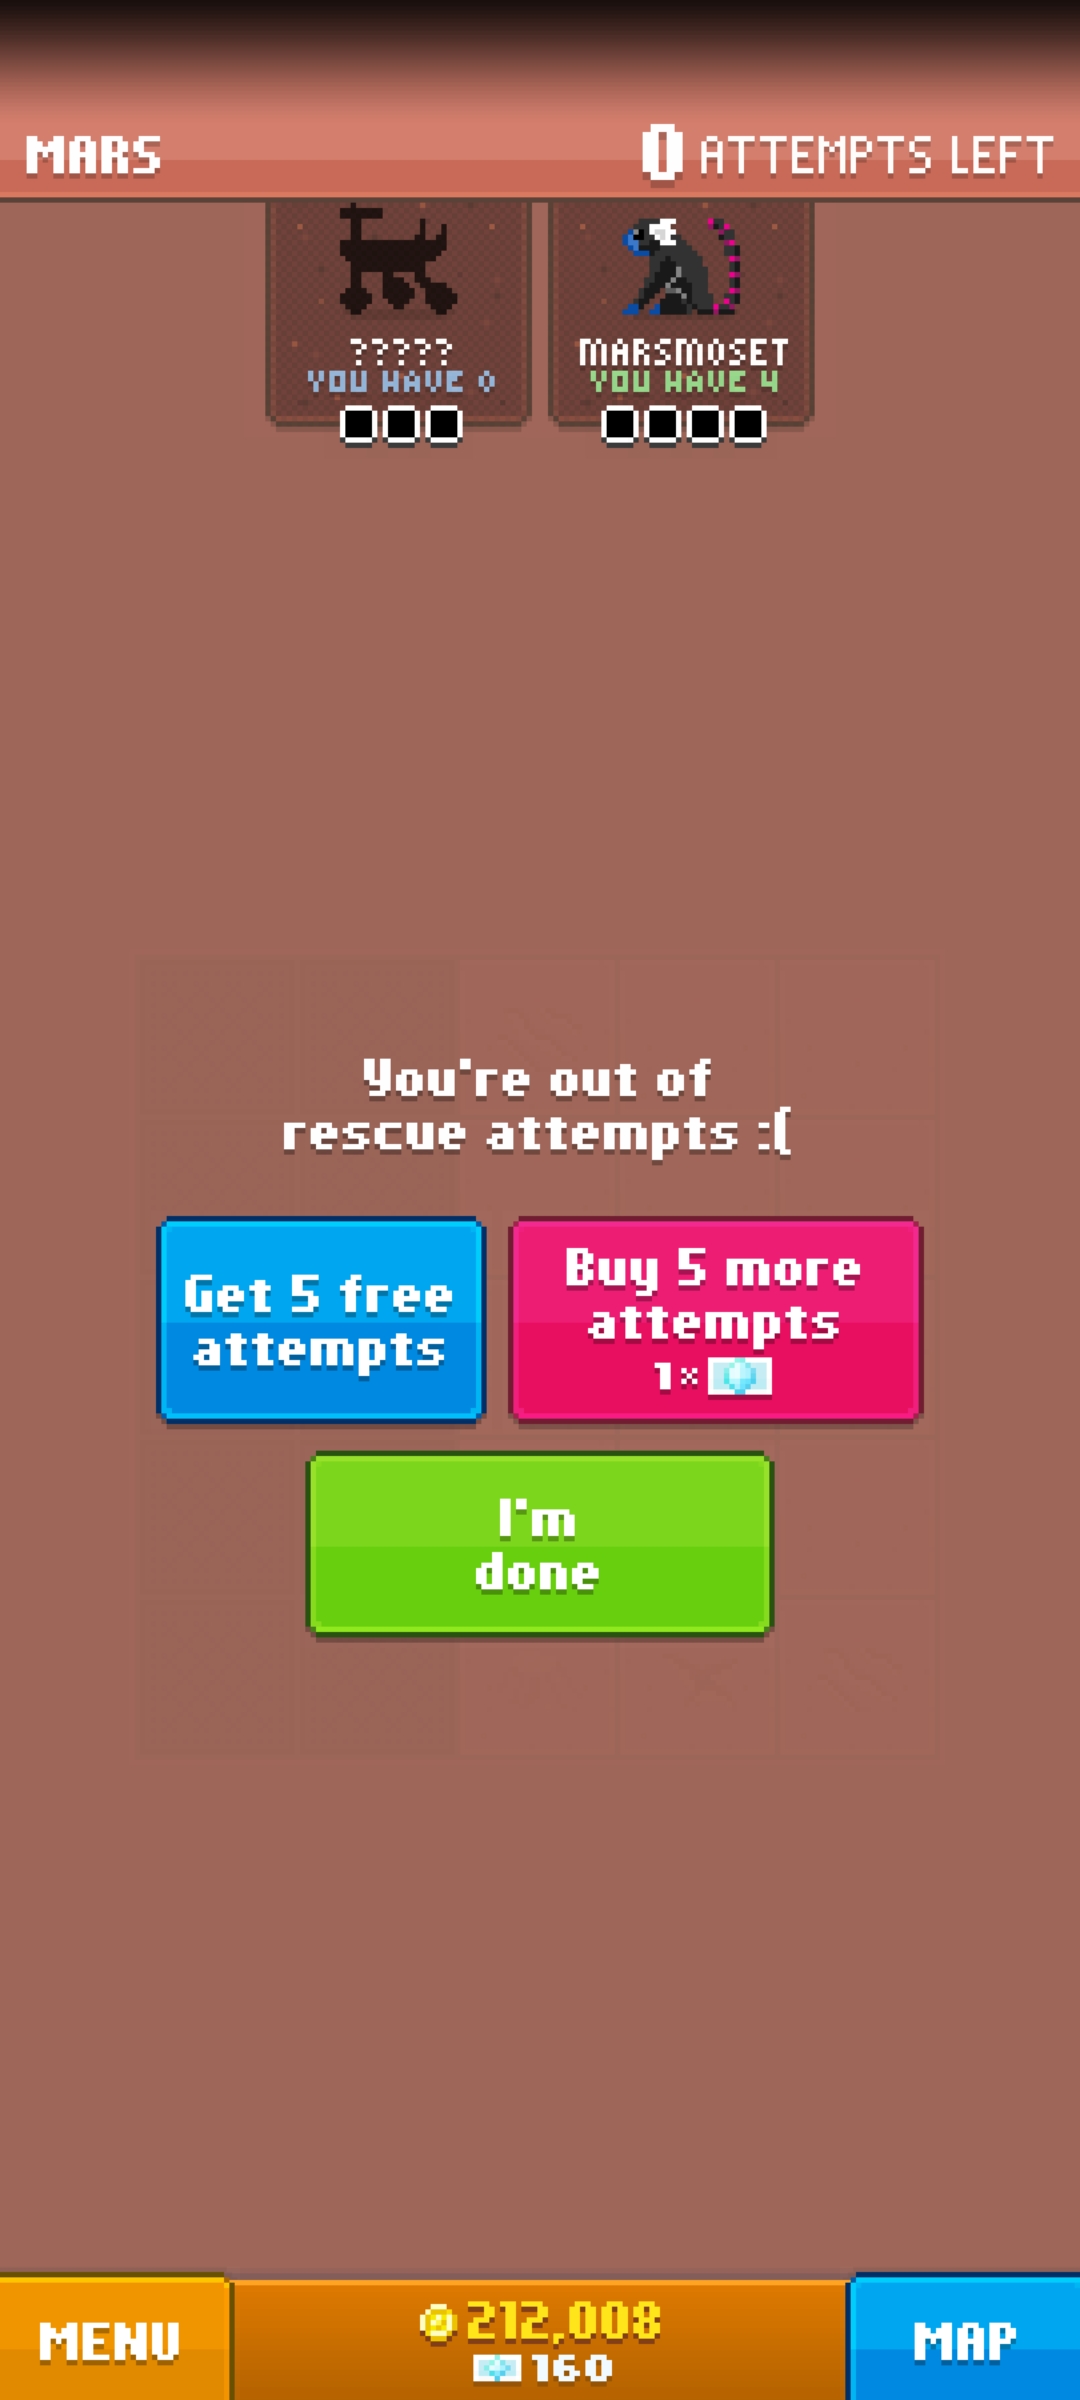 MARS
0 ATTEMPTS LEFT
?????
YOU HAVE 0
MARSMOSET
YOU HAVE 4
You're out of
rescue attempts :(
Get 5 free
attempts
Buy 5 more
attempts
1×
I'm
done
MENU
212,008
160
MAP